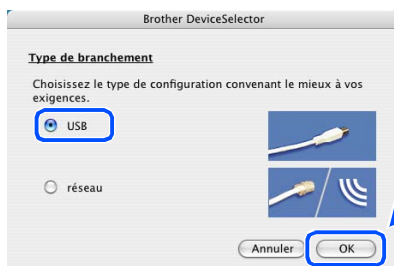 Brother DeviceSelector
Type de branchement
Choisissez le type de configuration convenant le mieux à vos
exigences.
USB
réseau
Annuler OK